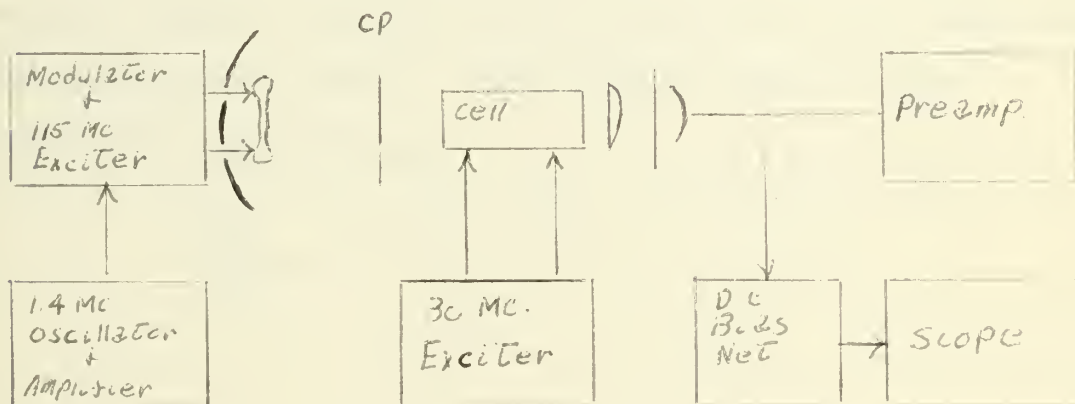 CP
Modulator
+
115 MC
Exciter
cell
Preamp.
1.4 MC
Oscillator
+
Amplifier
30 MC.
Exciter
DC
Bias
Net
Scope